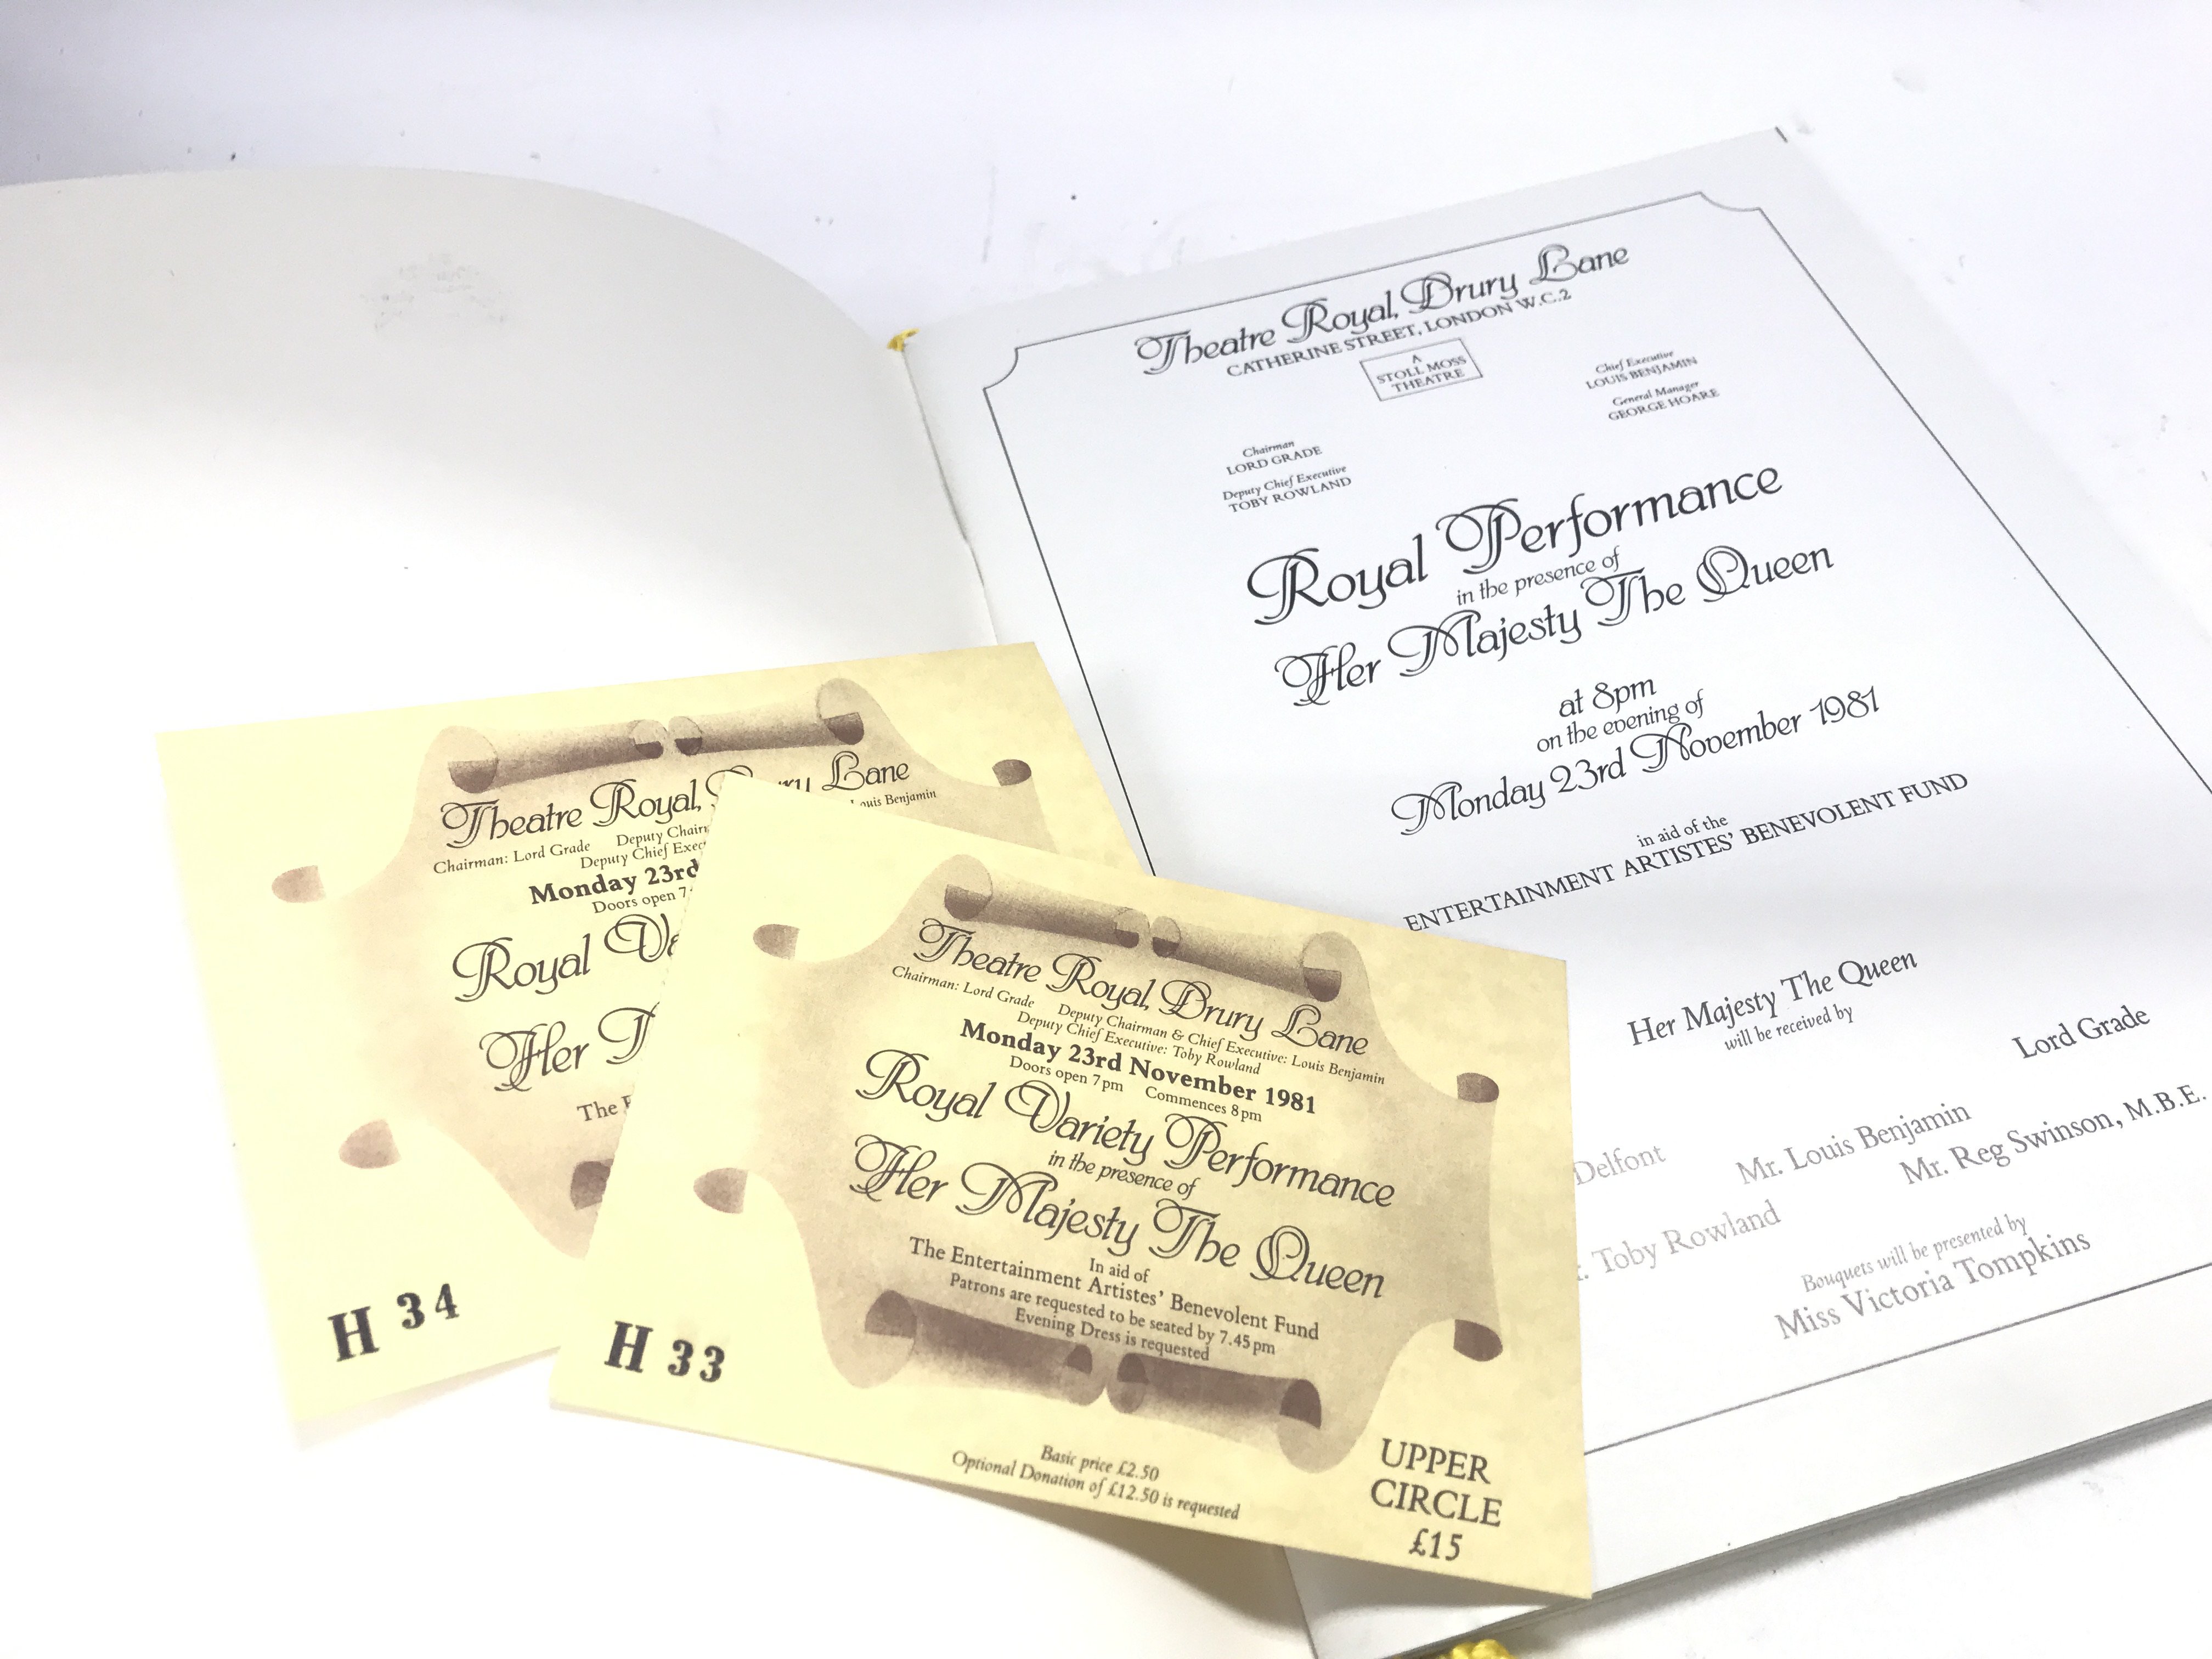 Theatre Royal, Drury Lane
CATHERINE STREET, LONDON W.C.2
A
STOLL MOSS
THEATRE
Chief Executive
LOUIS BENJAMIN
General Manager
GEORGE HOARE
Chairman
LORD GRADE
Deputy Chief Executive
TOBY ROWLAND
Royal Performance
in the presence of
Her Majesty The Queen
at 8pm
on the evening of
Monday 23rd November 1981
in aid of the
ENTERTAINMENT ARTISTES' BENEVOLENT FUND
Her Majesty The Queen
will be received by
Lord Grade
Delfont
Mr. Louis Benjamin
Toby Rowland
Mr. Reg Swinson, M.B.E.
Bouquets will be presented by
Miss Victoria Tompkins
Theatre Royal, Lane
Chairman: Lord Grade Deputy Louis Benjamin
Deputy Chief
Monday 23rd
Doors open
Royal
Her
The
H 34
Theatre Royal, Drury Lane
Chairman: Lord Grade Deputy Chairman & Chief Executive: Louis Benjamin
Deputy Chief Executive: Toby Rowland
Monday 23rd November 1981
Doors open 7pm Commences 8pm
Royal Variety Performance
in the presence of
Her Majesty The Queen
In aid of
The Entertainment Artistes' Benevolent Fund
Patrons are requested to be seated by 7.45pm
Evening Dress is requested
H 33
Basic price £2.50
Optional Donation of £12.50 is requested
UPPER
CIRCLE
£15